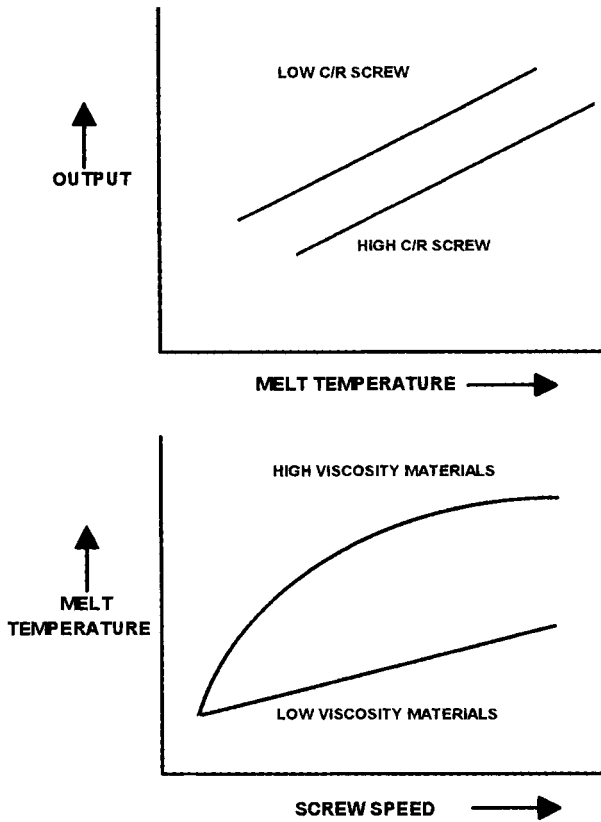 LOW C/R SCREW
OUTPUT
HIGH C/R SCREW
MELT TEMPERATURE
HIGH VISCOSITY MATERIALS
MELT
TEMPERATURE
LOW VISCOSITY MATERIALS
SCREW SPEED